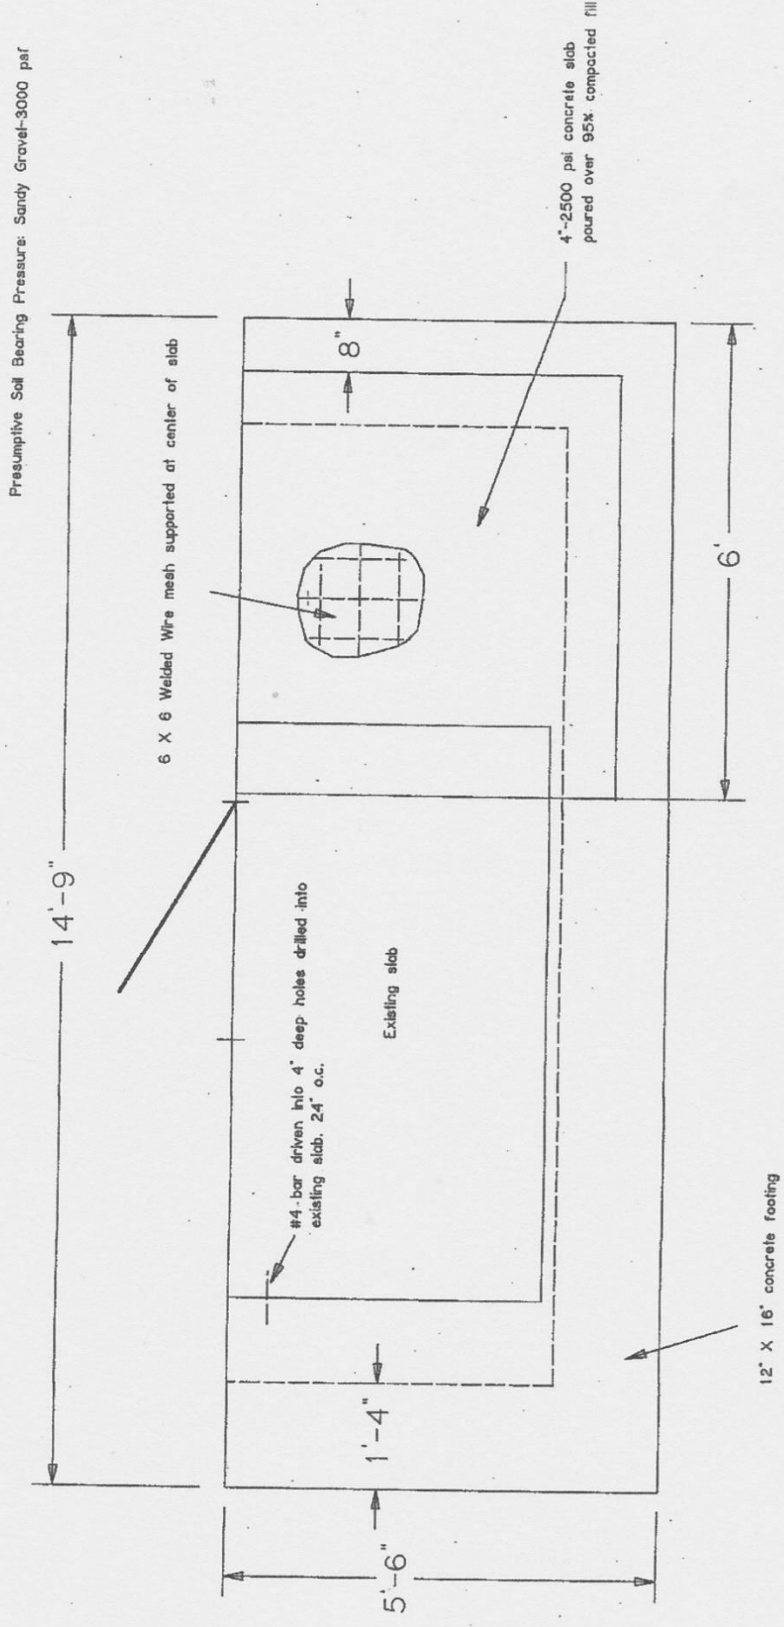 Presumptive Soil Bearing Pressure: Sandy Gravel-3000 psf
14'-9"
6 X 6 Welded Wire mesh supported at center of slab
8"
4"-2500 psi concrete slab
poured over 95% compacted fill
#4 bar driven into 4" deep holes drilled into
existing slab. 24" o.c.
Existing slab
1'-4"
5'-6"
6'
12" X 16" concrete footing